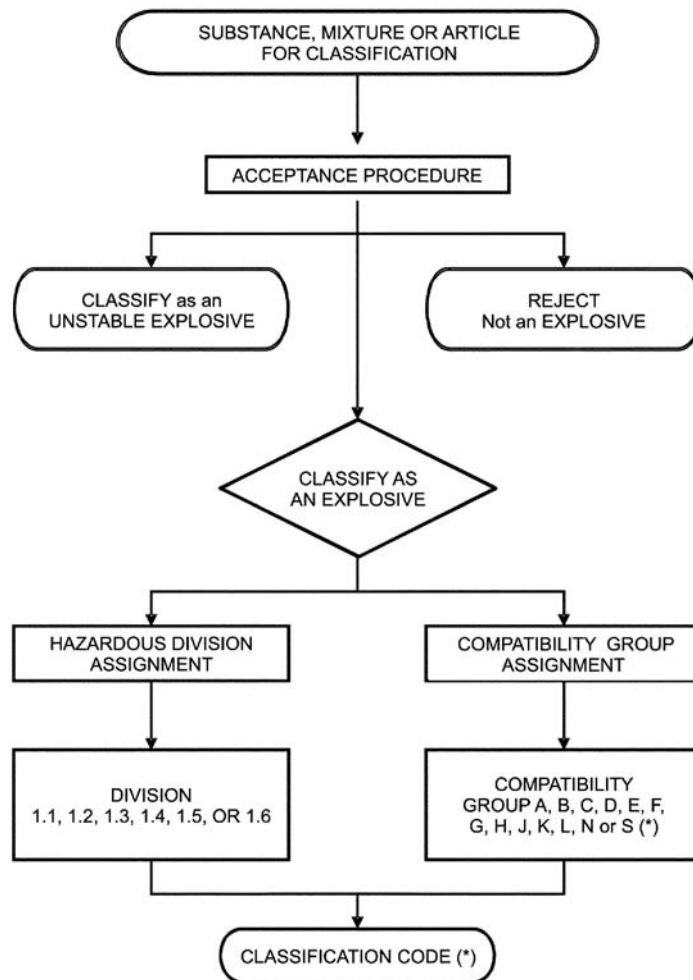 SUBSTANCE, MIXTURE OR ARTICLE
FOR CLASSIFICATION
ACCEPTANCE PROCEDURE
CLASSIFY as an
UNSTABLE EXPLOSIVE
REJECT
Not an EXPLOSIVE
CLASSIFY AS
AN EXPLOSIVE
HAZARDOUS DIVISION
ASSIGNMENT
COMPATIBILITY GROUP
ASSIGNMENT
DIVISION
1.1, 1.2, 1.3, 1.4, 1.5, OR 1.6
COMPATIBILITY
GROUP A, B, C, D, E, F,
G, H, J, K, L, N or S (*)
CLASSIFICATION CODE (*)